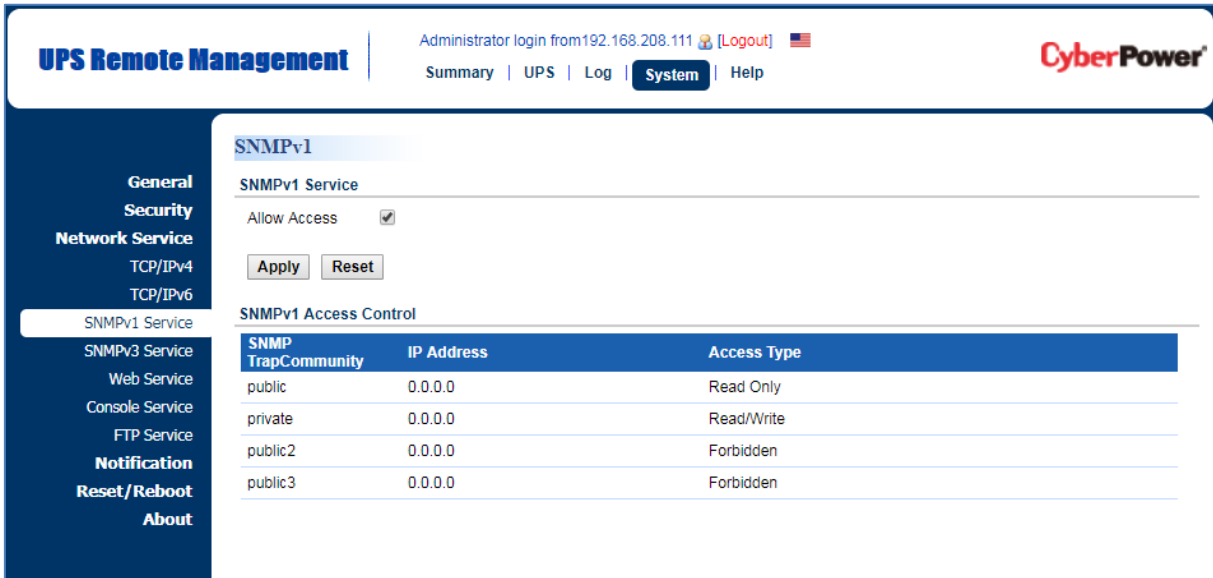 UPS Remote Management
Administrator login from192.168.208.111 [Logout]
Summary | UPS | Log | System | Help
CyberPower
General
Security
Network Service
TCP/IPv4
TCP/IPv6
SNMPv1 Service
SNMPv3 Service
Web Service
Console Service
FTP Service
Notification
Reset/Reboot
About
SNMPv1
SNMPv1 Service
Allow Access
Apply Reset
SNMPv1 Access Control
SNMP TrapCommunity IP Address Access Type
public 0.0.0.0 Read Only
private 0.0.0.0 Read/Write
public2 0.0.0.0 Forbidden
public3 0.0.0.0 Forbidden